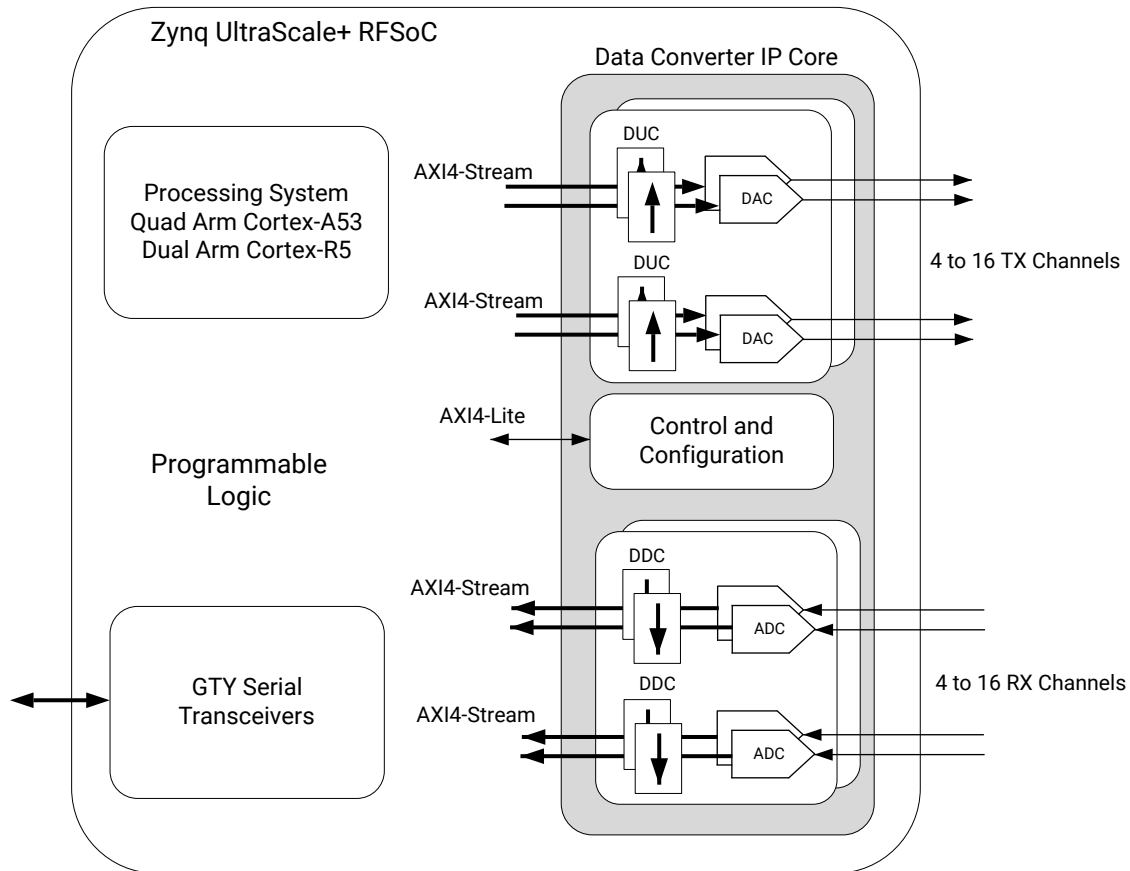 Zynq UltraScale+ RFSoC
Data Converter IP Core
Processing System
Quad Arm Cortex-A53
Dual Arm Cortex-R5
AXI4-Stream
DUC
DAC
4 to 16 TX Channels
AXI4-Stream
DUC
DAC
AXI4-Lite
Control and
Configuration
Programmable
Logic
AXI4-Stream
DDC
ADC
GTY Serial
Transceivers
4 to 16 RX Channels
AXI4-Stream
DDC
ADC